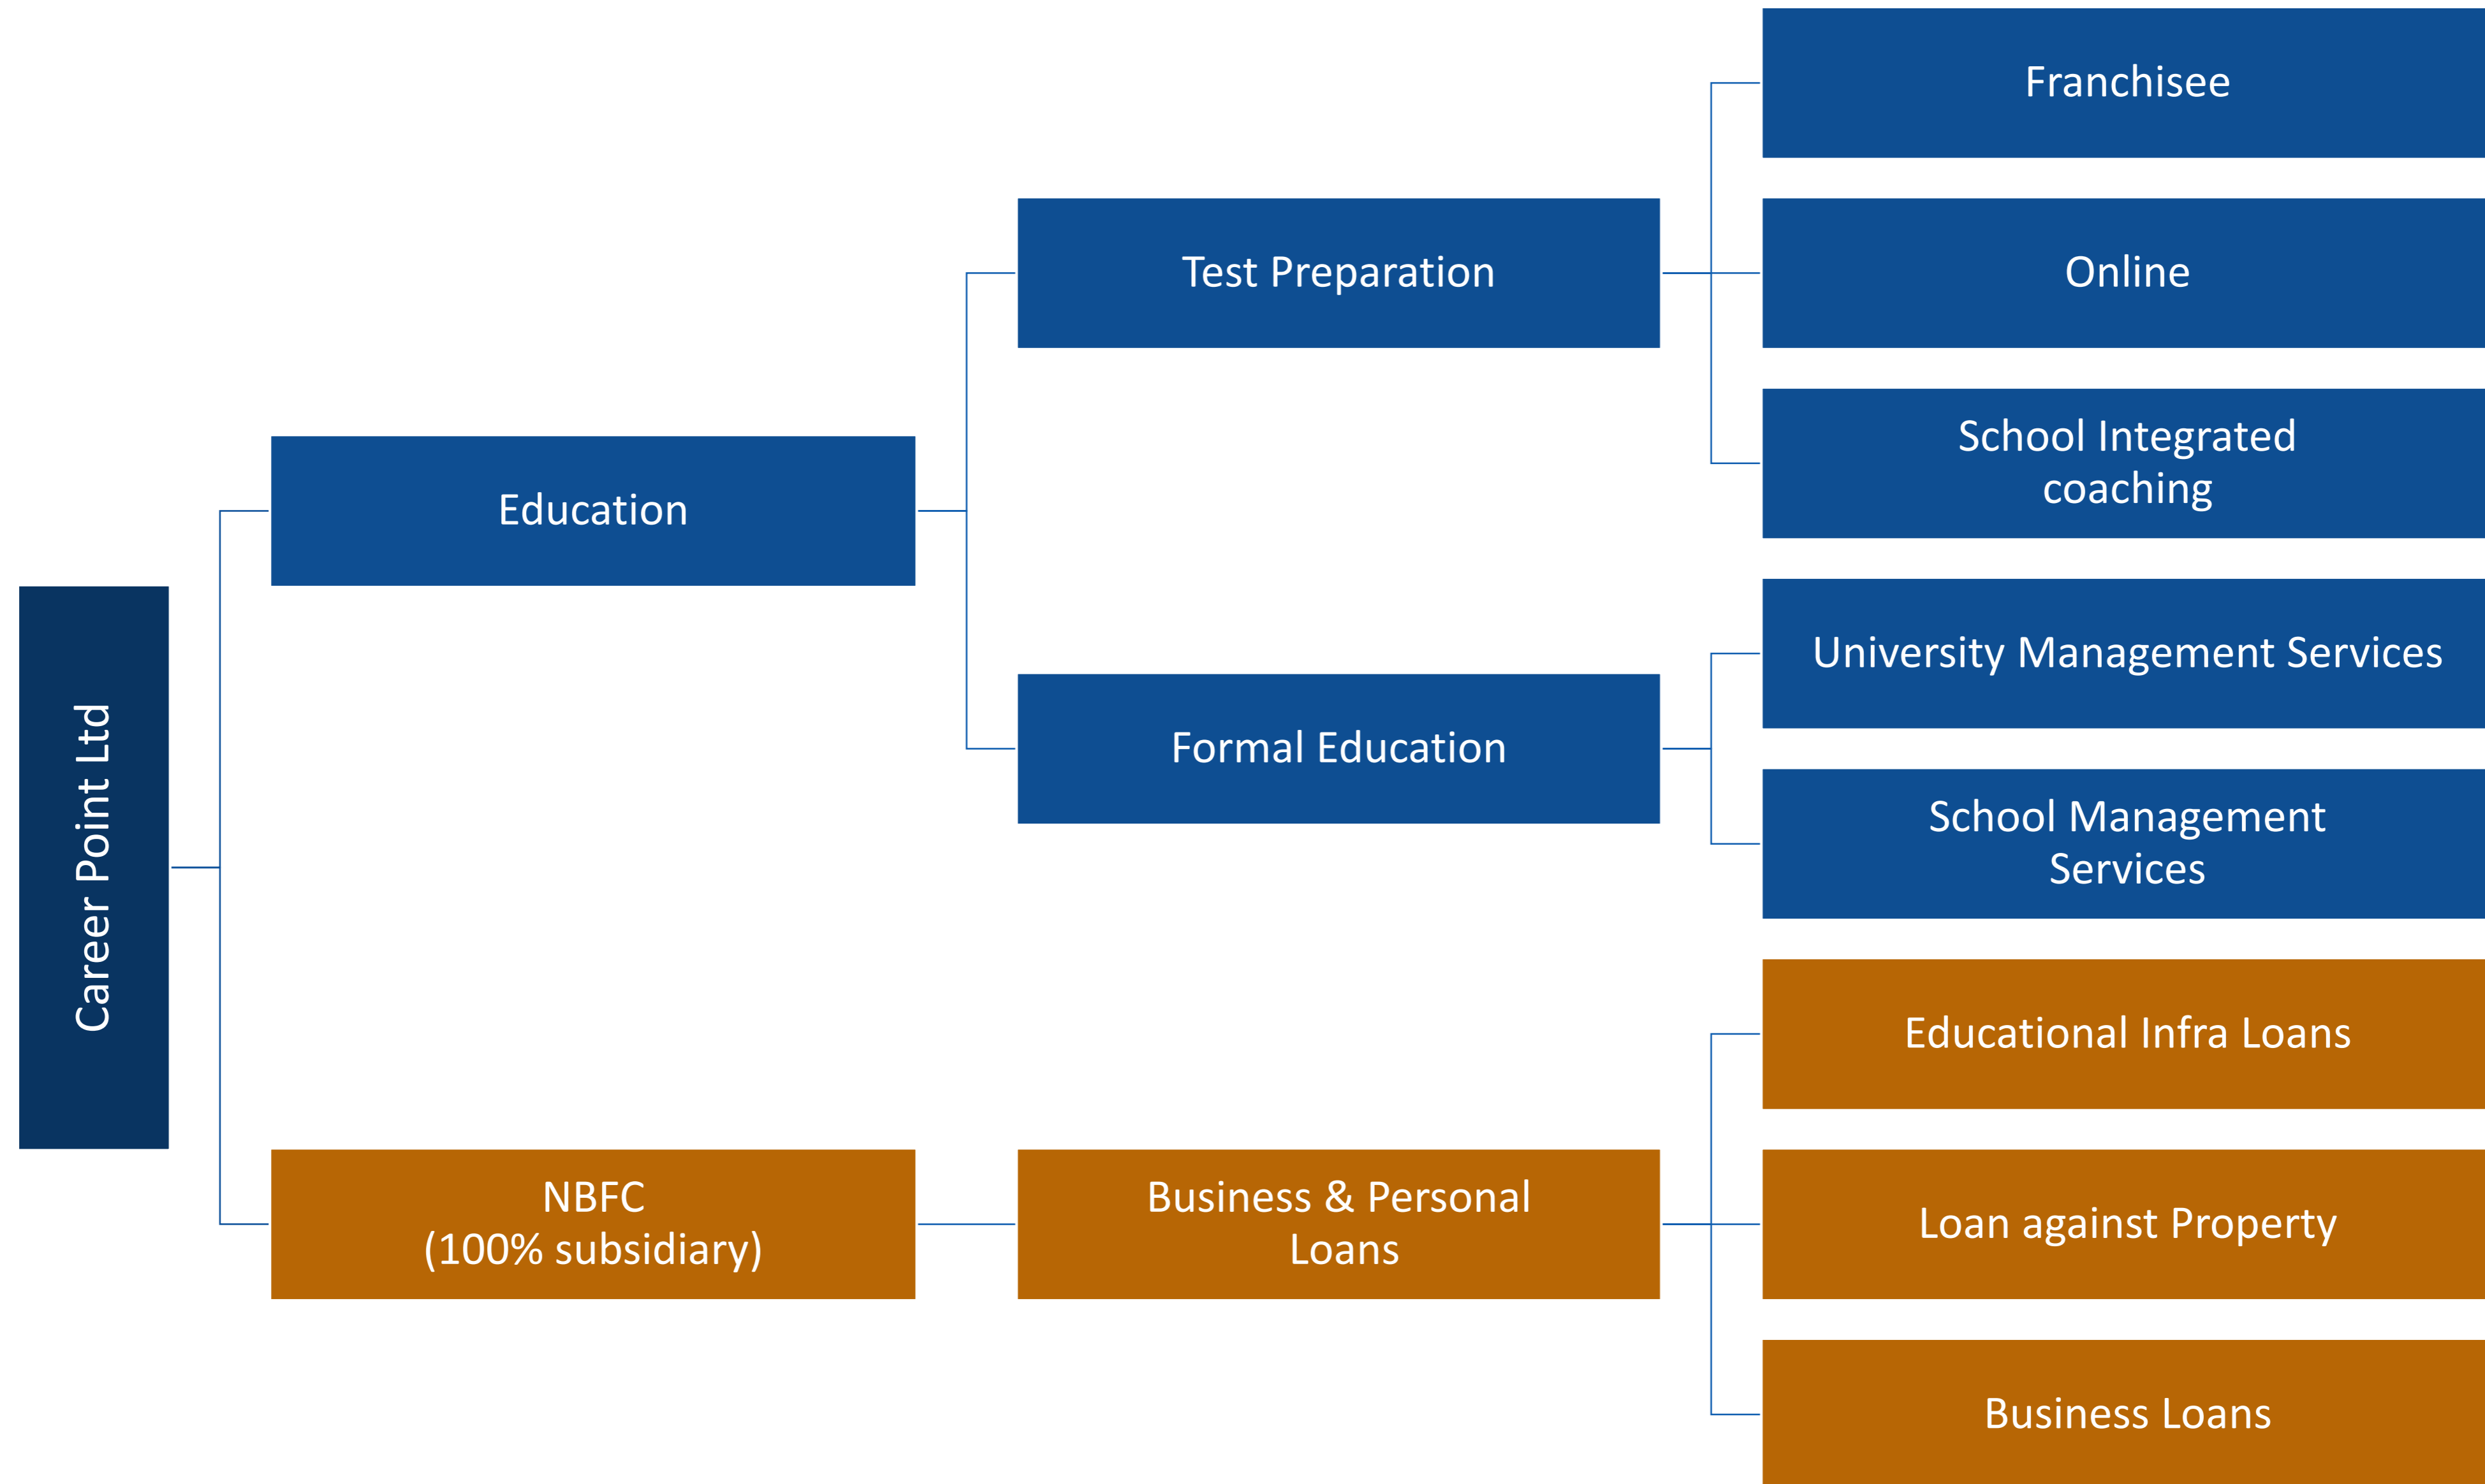 Career Point Ltd
Education
Test Preparation
Franchisee
Online
School Integrated
coaching
Formal Education
University Management Services
School Management
Services
NBFC
(100% subsidiary)
Business & Personal
Loans
Educational Infra Loans
Loan against Property
Business Loans